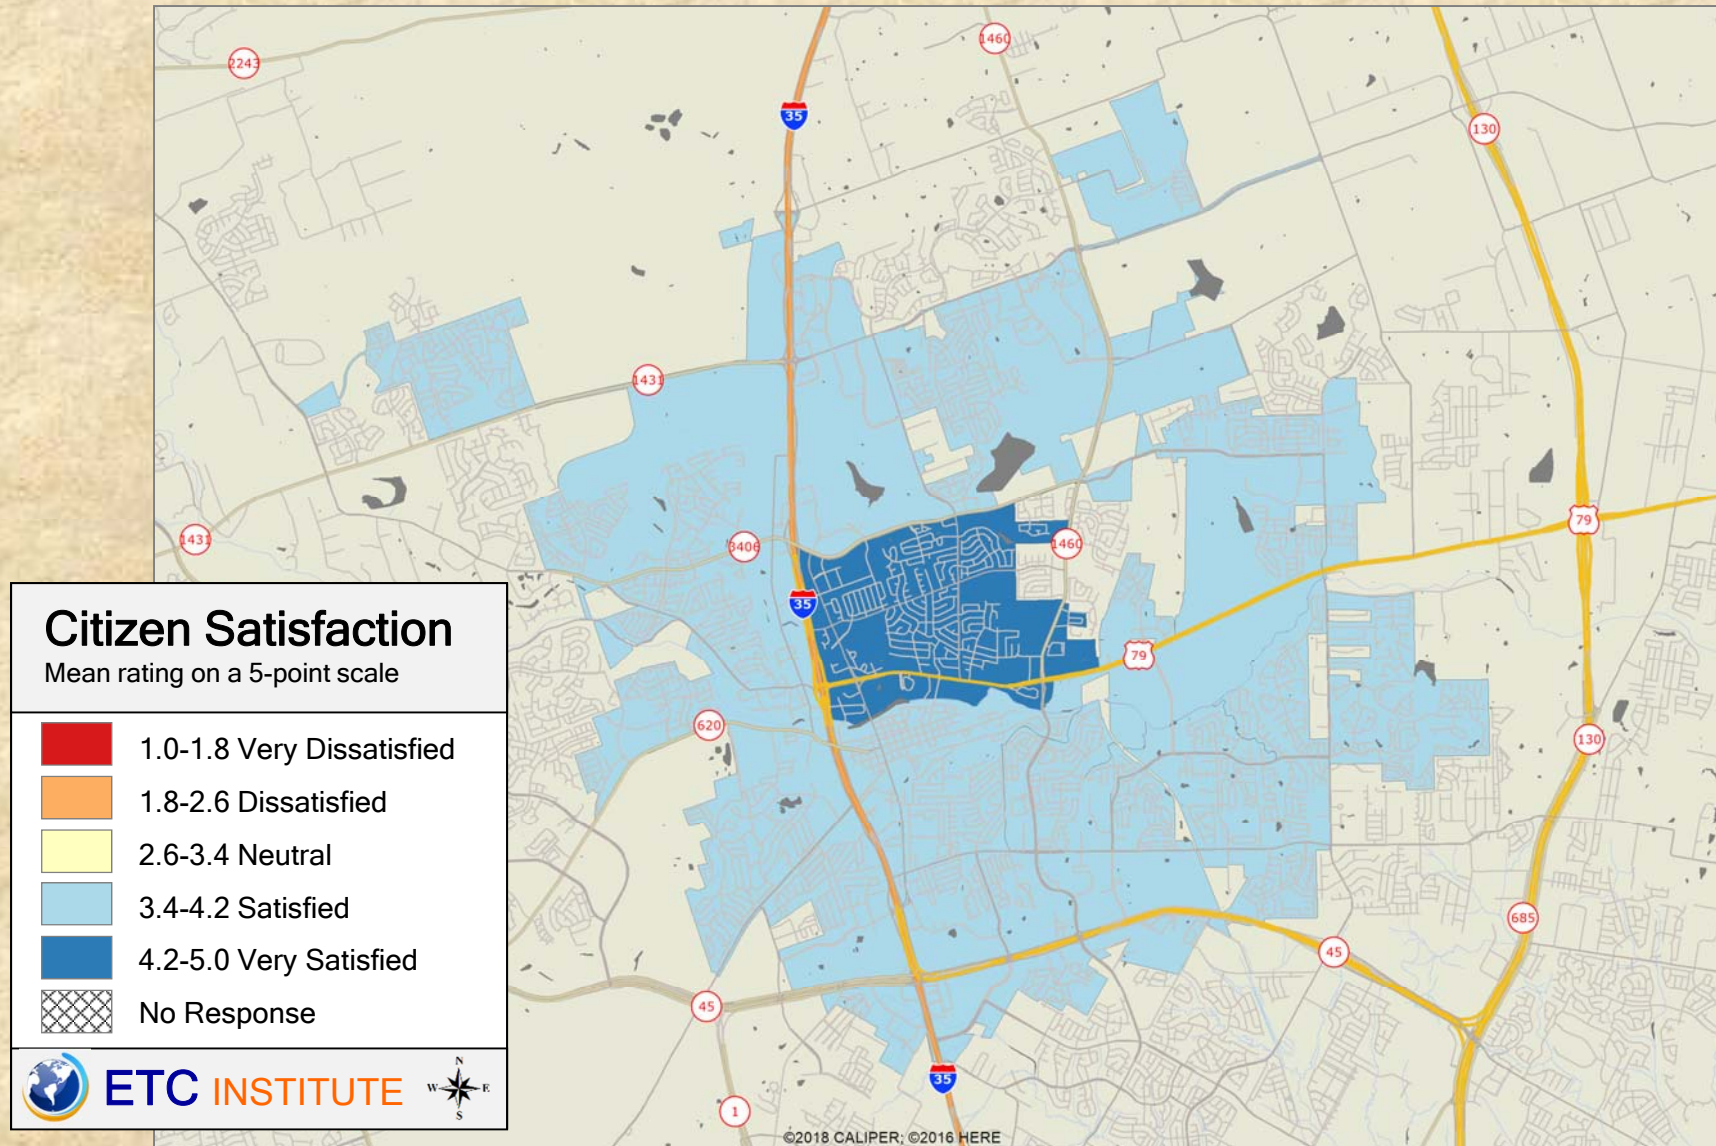 2243
1460
35
130
1431
1431
3406
1460
79
35
79
620
130
685
45
45
35
1
Citizen Satisfaction
Mean rating on a 5-point scale
1.0-1.8 Very Dissatisfied
1.8-2.6 Dissatisfied
2.6-3.4 Neutral
3.4-4.2 Satisfied
4.2-5.0 Very Satisfied
No Response
ETC INSTITUTE
N
W E
S
©2018 CALIPER; ©2016 HERE